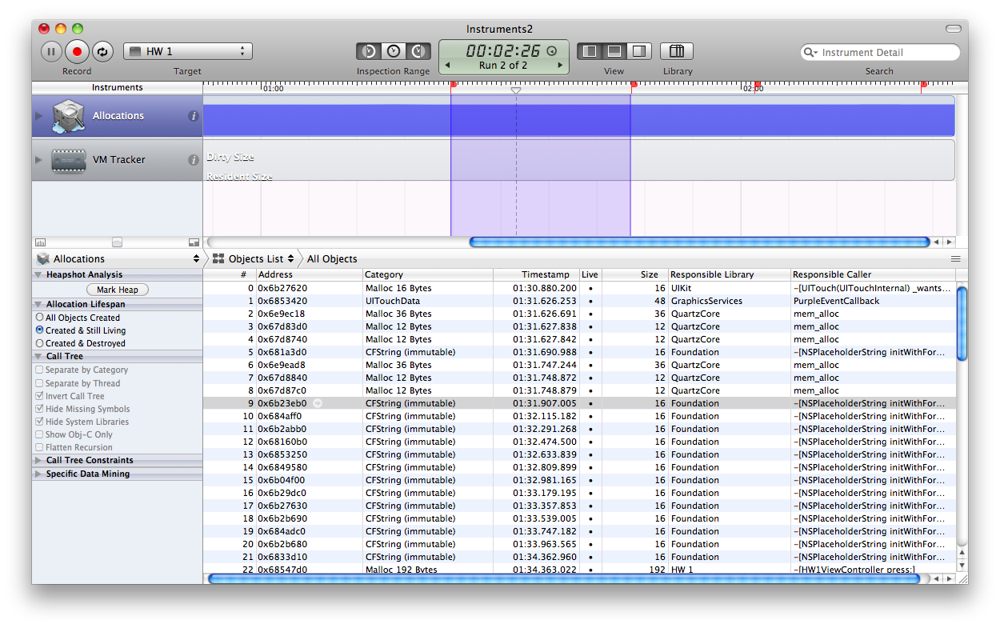 Instruments2
HW 1
00:02:26
Run 2 of 2
Instrument Detail
Record Target Inspection Range View Library Search
Instruments 01:00 02:00
Allocations
VM Tracker Dirty Size
Resident Size
Allocations Objects List All Objects
Heapshot Analysis
Mark Heap
Allocation Lifespan
All Objects Created
Created & Still Living
Created & Destroyed
Call Tree
Separate by Category
Separate by Thread
Invert Call Tree
Hide Missing Symbols
Hide System Libraries
Show Obj-C Only
Flatten Recursion
Call Tree Constraints
Specific Data Mining
# Address Category Timestamp Live Size Responsible Library Responsible Caller
0 0x6b27620 Malloc 16 Bytes 01:30.880.200 • 16 UIKit -[UITouch(UITouchInternal) _wants...
1 0x6853420 UITouchData 01:31.626.253 • 48 GraphicsServices PurpleEventCallback
2 0x6e9ec18 Malloc 36 Bytes 01:31.626.691 • 36 QuartzCore mem_alloc
3 0x67d83d0 Malloc 12 Bytes 01:31.627.838 • 12 QuartzCore mem_alloc
4 0x67d8740 Malloc 12 Bytes 01:31.627.842 • 12 QuartzCore mem_alloc
5 0x681a3d0 CFString (immutable) 01:31.690.988 • 16 Foundation -[NSPlaceholderString initWithFor...
6 0x6e9ead8 Malloc 36 Bytes 01:31.747.244 • 36 QuartzCore mem_alloc
7 0x67d8840 Malloc 12 Bytes 01:31.748.872 • 12 QuartzCore mem_alloc
8 0x67d87c0 Malloc 12 Bytes 01:31.748.879 • 12 QuartzCore mem_alloc
9 0x6b23eb0 CFString (immutable) 01:31.907.005 • 16 Foundation -[NSPlaceholderString initWithFor...
10 0x684aff0 CFString (immutable) 01:32.115.182 • 16 Foundation -[NSPlaceholderString initWithFor...
11 0x6b2abb0 CFString (immutable) 01:32.291.268 • 16 Foundation -[NSPlaceholderString initWithFor...
12 0x68160b0 CFString (immutable) 01:32.474.500 • 16 Foundation -[NSPlaceholderString initWithFor...
13 0x6853250 CFString (immutable) 01:32.633.839 • 16 Foundation -[NSPlaceholderString initWithFor...
14 0x6849580 CFString (immutable) 01:32.809.899 • 16 Foundation -[NSPlaceholderString initWithFor...
15 0x6b04f00 CFString (immutable) 01:32.981.165 • 16 Foundation -[NSPlaceholderString initWithFor...
16 0x6b29dc0 CFString (immutable) 01:33.179.195 • 16 Foundation -[NSPlaceholderString initWithFor...
17 0x6b27630 CFString (immutable) 01:33.357.853 • 16 Foundation -[NSPlaceholderString initWithFor...
18 0x6b2b690 CFString (immutable) 01:33.539.005 • 16 Foundation -[NSPlaceholderString initWithFor...
19 0x684adc0 CFString (immutable) 01:33.747.182 • 16 Foundation -[NSPlaceholderString initWithFor...
20 0x6b2b680 CFString (immutable) 01:33.963.565 • 16 Foundation -[NSPlaceholderString initWithFor...
21 0x6833d10 CFString (immutable) 01:34.362.960 • 16 Foundation -[NSPlaceholderString initWithFor...
22 0x68547d0 Malloc 192 Bytes 01:34.363.022 • 192 HW 1 -[HW1ViewController press:]